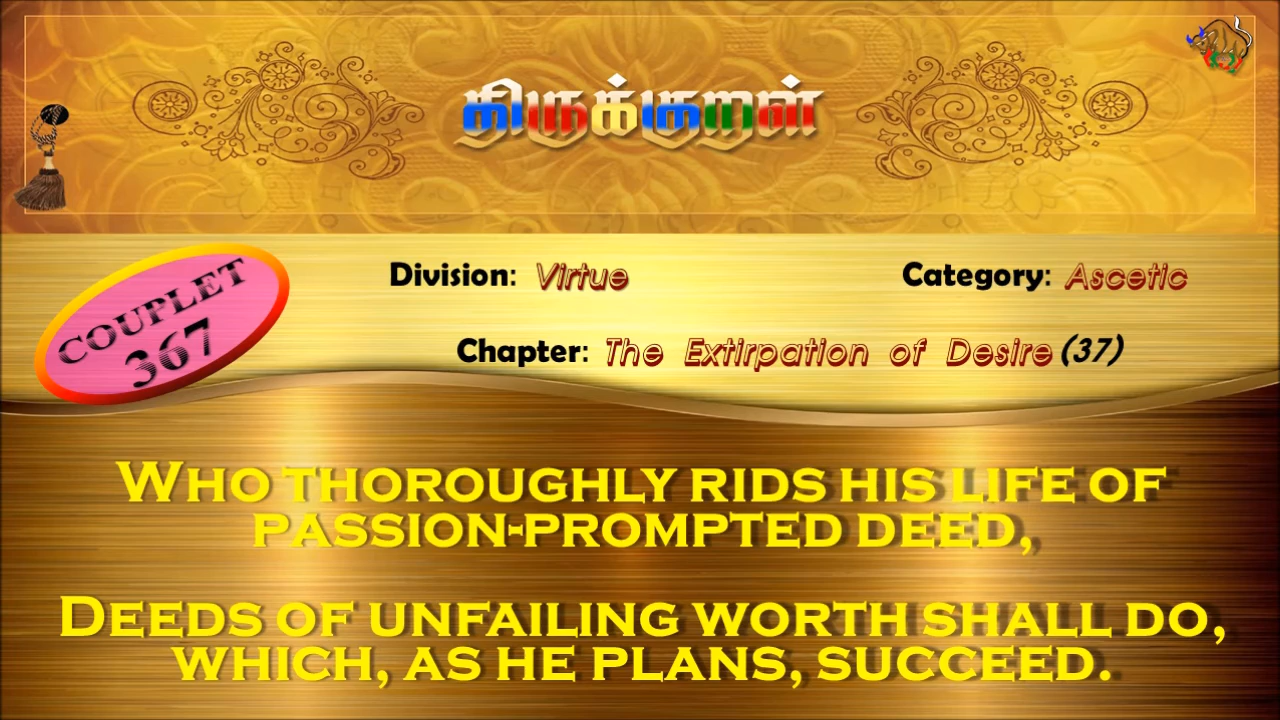 திருக்குறள்
COUPLET
367
Division: Virtue
Category: Ascetic
Chapter: The Extirpation of Desire (37)
WHO THOROUGHLY RIDS HIS LIFE OF
PASSION-PROMPTED DEED,
DEEDS OF UNFAILING WORTH SHALL DO,
WHICH, AS HE PLANS, SUCCEED.